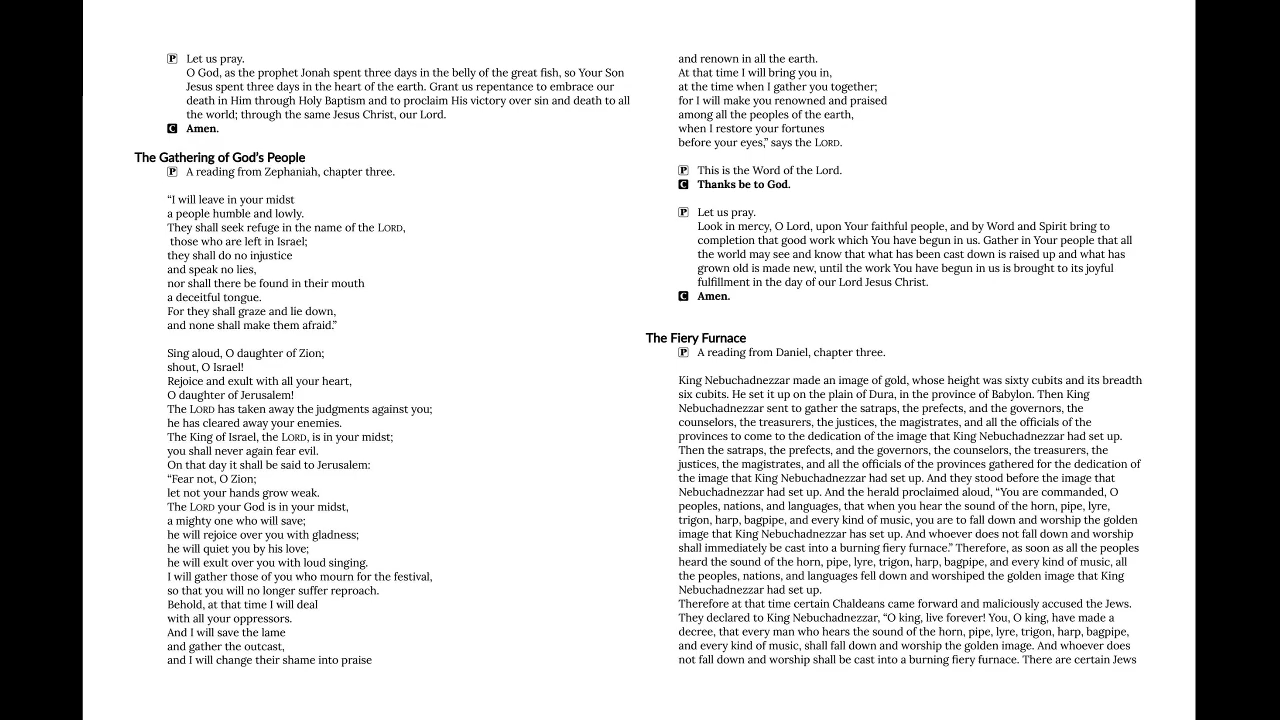 P Let us pray.
O God, as the prophet Jonah spent three days in the belly of the great fish, so Your Son
Jesus spent three days in the heart of the earth. Grant us repentance to embrace our
death in Him through Holy Baptism and to proclaim His victory over sin and death to all
the world; through the same Jesus Christ, our Lord.
C Amen.
The Gathering of God's People
P A reading from Zephaniah, chapter three.
“I will leave in your midst
a people humble and lowly.
They shall seek refuge in the name of the LORD,
those who are left in Israel;
they shall do no injustice
and speak no lies,
nor shall there be found in their mouth
a deceitful tongue.
For they shall graze and lie down,
and none shall make them afraid.”
Sing aloud, O daughter of Zion;
shout, O Israel!
Rejoice and exult with all your heart,
O daughter of Jerusalem!
The LORD has taken away the judgments against you;
he has cleared away your enemies.
The King of Israel, the LORD, is in your midst;
you shall never again fear evil.
On that day it shall be said to Jerusalem:
“Fear not, O Zion;
let not your hands grow weak.
The LORD your God is in your midst,
a mighty one who will save;
he will rejoice over you with gladness;
he will quiet you by his love;
he will exult over you with loud singing.
I will gather those of you who mourn for the festival,
so that you will no longer suffer reproach.
Behold, at that time I will deal
with all your oppressors.
And I will save the lame
and gather the outcast,
and I will change their shame into praise
and renown in all the earth.
At that time I will bring you in,
at the time when I gather you together;
for I will make you renowned and praised
among all the peoples of the earth,
when I restore your fortunes
before your eyes,” says the LORD.
P This is the Word of the Lord.
C Thanks be to God.
P Let us pray.
Look in mercy, O Lord, upon Your faithful people, and by Word and Spirit bring to
completion that good work which You have begun in us. Gather in Your people that all
the world may see and know that what has been cast down is raised up and what has
grown old is made new, until the work You have begun in us is brought to its joyful
fulfillment in the day of our Lord Jesus Christ.
C Amen.
The Fiery Furnace
P A reading from Daniel, chapter three.
King Nebuchadnezzar made an image of gold, whose height was sixty cubits and its breadth
six cubits. He set it up on the plain of Dura, in the province of Babylon. Then King
Nebuchadnezzar sent to gather the satraps, the prefects, and the governors, the
counselors, the treasurers, the justices, the magistrates, and all the officials of the
provinces to come to the dedication of the image that King Nebuchadnezzar had set up.
Then the satraps, the prefects, and the governors, the counselors, the treasurers, the
justices, the magistrates, and all the officials of the provinces gathered for the dedication of
the image that King Nebuchadnezzar had set up. And they stood before the image that
Nebuchadnezzar had set up. And the herald proclaimed aloud, “You are commanded, O
peoples, nations, and languages, that when you hear the sound of the horn, pipe, lyre,
trigon, harp, bagpipe, and every kind of music, you are to fall down and worship the golden
image that King Nebuchadnezzar has set up. And whoever does not fall down and worship
shall immediately be cast into a burning fiery furnace.” Therefore, as soon as all the peoples
heard the sound of the horn, pipe, lyre, trigon, harp, bagpipe, and every kind of music, all
the peoples, nations, and languages fell down and worshiped the golden image that King
Nebuchadnezzar had set up.
Therefore at that time certain Chaldeans came forward and maliciously accused the Jews.
They declared to King Nebuchadnezzar, “O king, live forever! You, O king, have made a
decree, that every man who hears the sound of the horn, pipe, lyre, trigon, harp, bagpipe,
and every kind of music, shall fall down and worship the golden image. And whoever does
not fall down and worship shall be cast into a burning fiery furnace. There are certain Jews